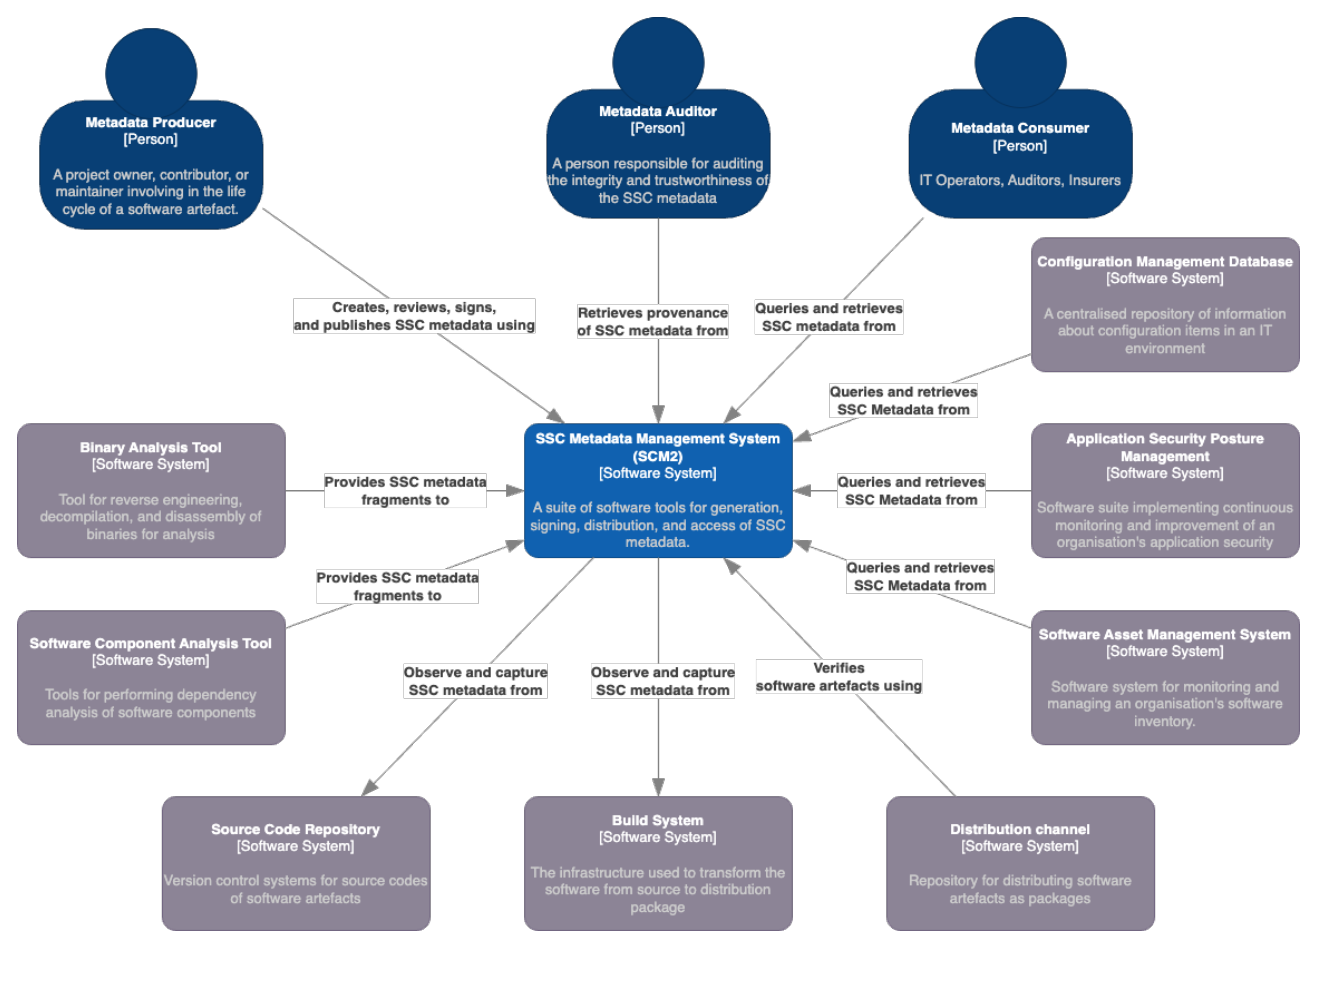 Metadata Producer
[Person]
A project owner, contributor, or
maintainer involving in the life
cycle of a software artefact.
Metadata Auditor
[Person]
A person responsible for auditing
the integrity and trustworthiness of
the SSC metadata
Metadata Consumer
[Person]
IT Operators, Auditors, Insurers
Creates, reviews, signs,
and publishes SSC metadata using
Retrieves provenance
of SSC metadata from
Queries and retrieves
SSC metadata from
Configuration Management Database
[Software System]
A centralised repository of information
about configuration items in an IT
environment
Queries and retrieves
SSC Metadata from
Binary Analysis Tool
[Software System]
Tool for reverse engineering,
decompilation, and disassembly of
binaries for analysis
Provides SSC metadata
fragments to
SSC Metadata Management System
(SCM2)
[Software System]
A suite of software tools for generation,
signing, distribution, and access of SSC
metadata.
Queries and retrieves
SSC Metadata from
Application Security Posture
Management
[Software System]
Software suite implementing continuous
monitoring and improvement of an
organisation's application security
Provides SSC metadata
fragments to
Queries and retrieves
SSC Metadata from
Software Component Analysis Tool
[Software System]
Tools for performing dependency
analysis of software components
Observe and capture
SSC metadata from
Observe and capture
SSC metadata from
Verifies
software artefacts using
Software Asset Management System
[Software System]
Software system for monitoring and
managing an organisation's software
inventory.
Source Code Repository
[Software System]
Version control systems for source codes
of software artefacts
Build System
[Software System]
The infrastructure used to transform the
software from source to distribution
package
Distribution channel
[Software System]
Repository for distributing software
artefacts as packages